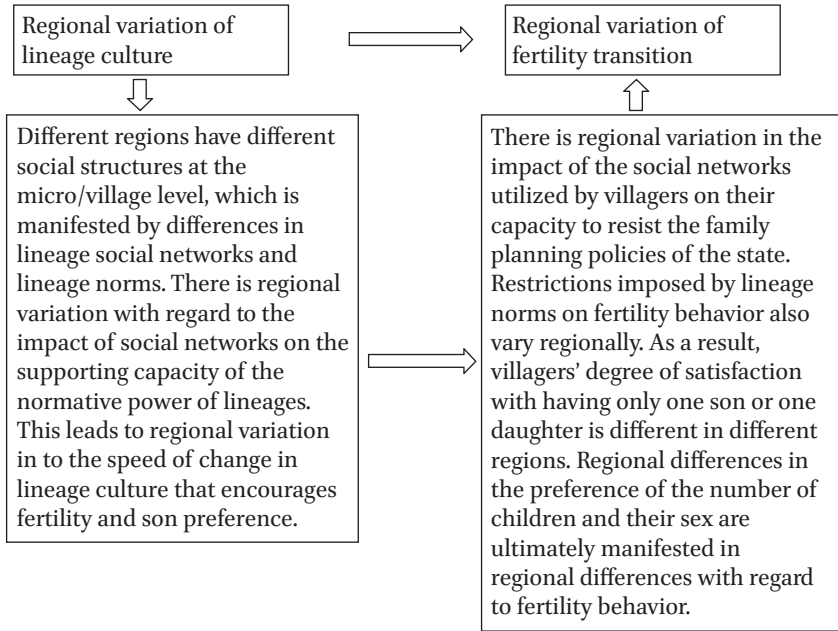 Regional variation of
lineage culture
Regional variation of
fertility transition
Different regions have different
social structures at the
micro/village level, which is
manifested by differences in
lineage social networks and
lineage norms. There is regional
variation with regard to the
impact of social networks on the
supporting capacity of the
normative power of lineages.
This leads to regional variation
in to the speed of change in
lineage culture that encourages
fertility and son preference.
There is regional variation in the
impact of the social networks
utilized by villagers on their
capacity to resist the family
planning policies of the state.
Restrictions imposed by lineage
norms on fertility behavior also
vary regionally. As a result,
villagers’ degree of satisfaction
with having only one son or one
daughter is different in different
regions. Regional differences in
the preference of the number of
children and their sex are
ultimately manifested in
regional differences with regard
to fertility behavior.